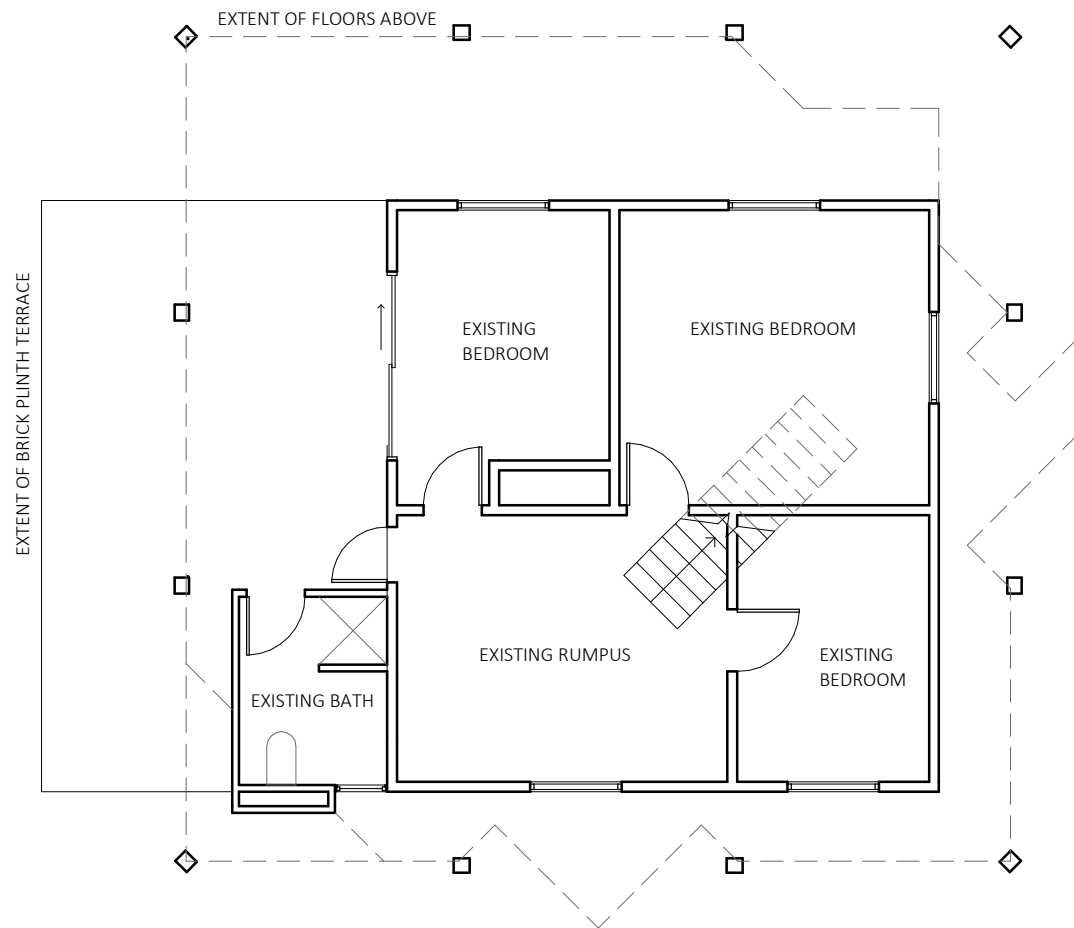 EXTENT OF FLOORS ABOVE
EXTENT OF BRICK PLINTH TERRACE
EXISTING
BEDROOM
EXISTING BEDROOM
EXISTING RUMPUS
EXISTING
BEDROOM
EXISTING BATH